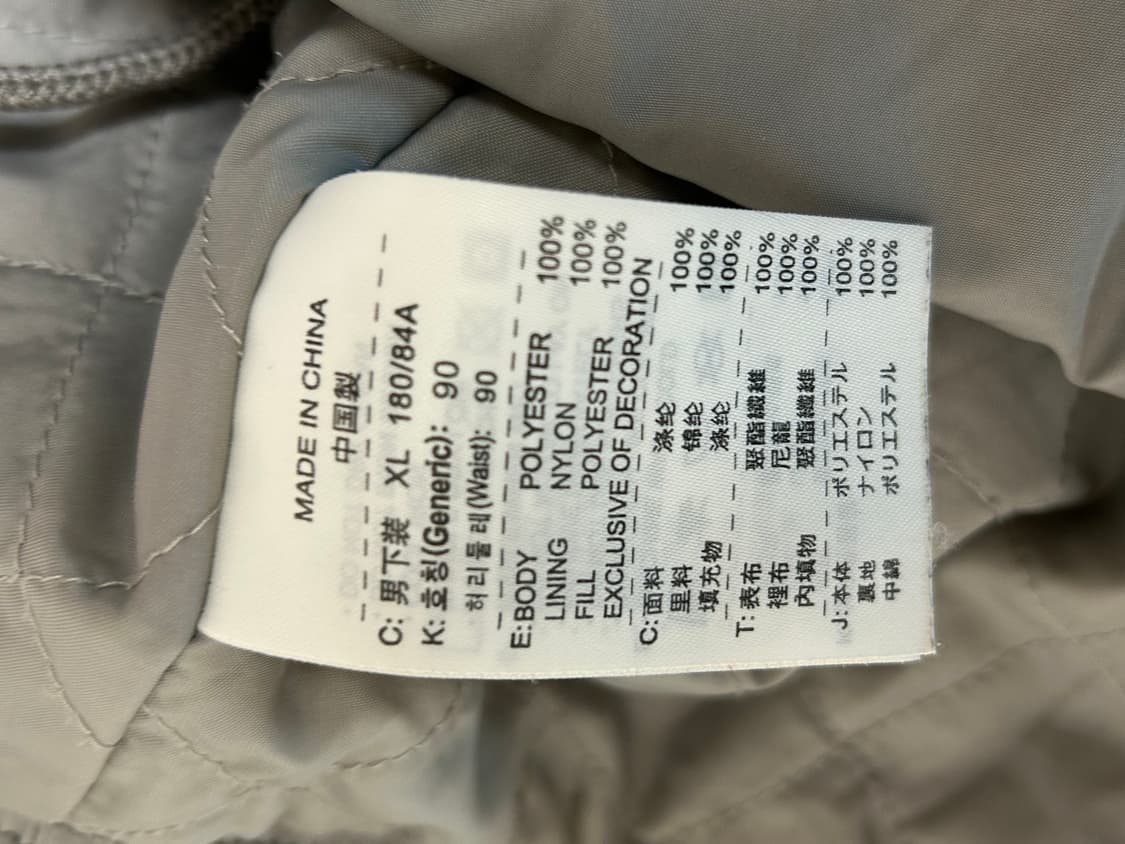 MADE IN CHINA
中国製
C: 男下装 XL 180/84A
K: 호칭(Generic): 90
허리둘레(Waist): 90
E: BODY POLYESTER 100%
LINING NYLON 100%
FILL POLYESTER 100%
EXCLUSIVE OF DECORATION
C: 面料 涤纶 100%
里料 锦纶 100%
填充物 涤纶 100%
T: 表布 聚酯纖維 100%
裡布 尼龍 100%
內填物 聚酯纖維 100%
J: 本体 ポリエステル 100%
裏地 ナイロン 100%
中綿 ポリエステル 100%